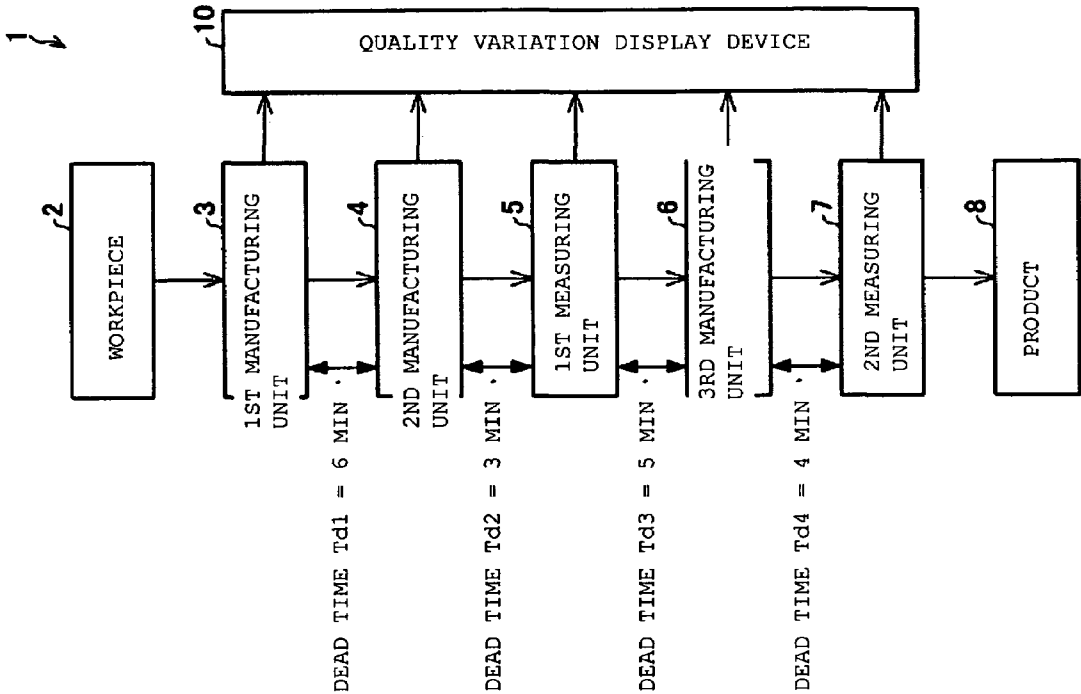 1
10
QUALITY VARIATION DISPLAY DEVICE
2
WORKPIECE
3
1ST MANUFACTURING
UNIT
4
2ND MANUFACTURING
UNIT
5
1ST MEASURING
UNIT
6
3RD MANUFACTURING
UNIT
7
2ND MEASURING
UNIT
8
PRODUCT
DEAD TIME Td1 = 6 MIN.
DEAD TIME Td2 = 3 MIN.
DEAD TIME Td3 = 5 MIN.
DEAD TIME Td4 = 4 MIN.